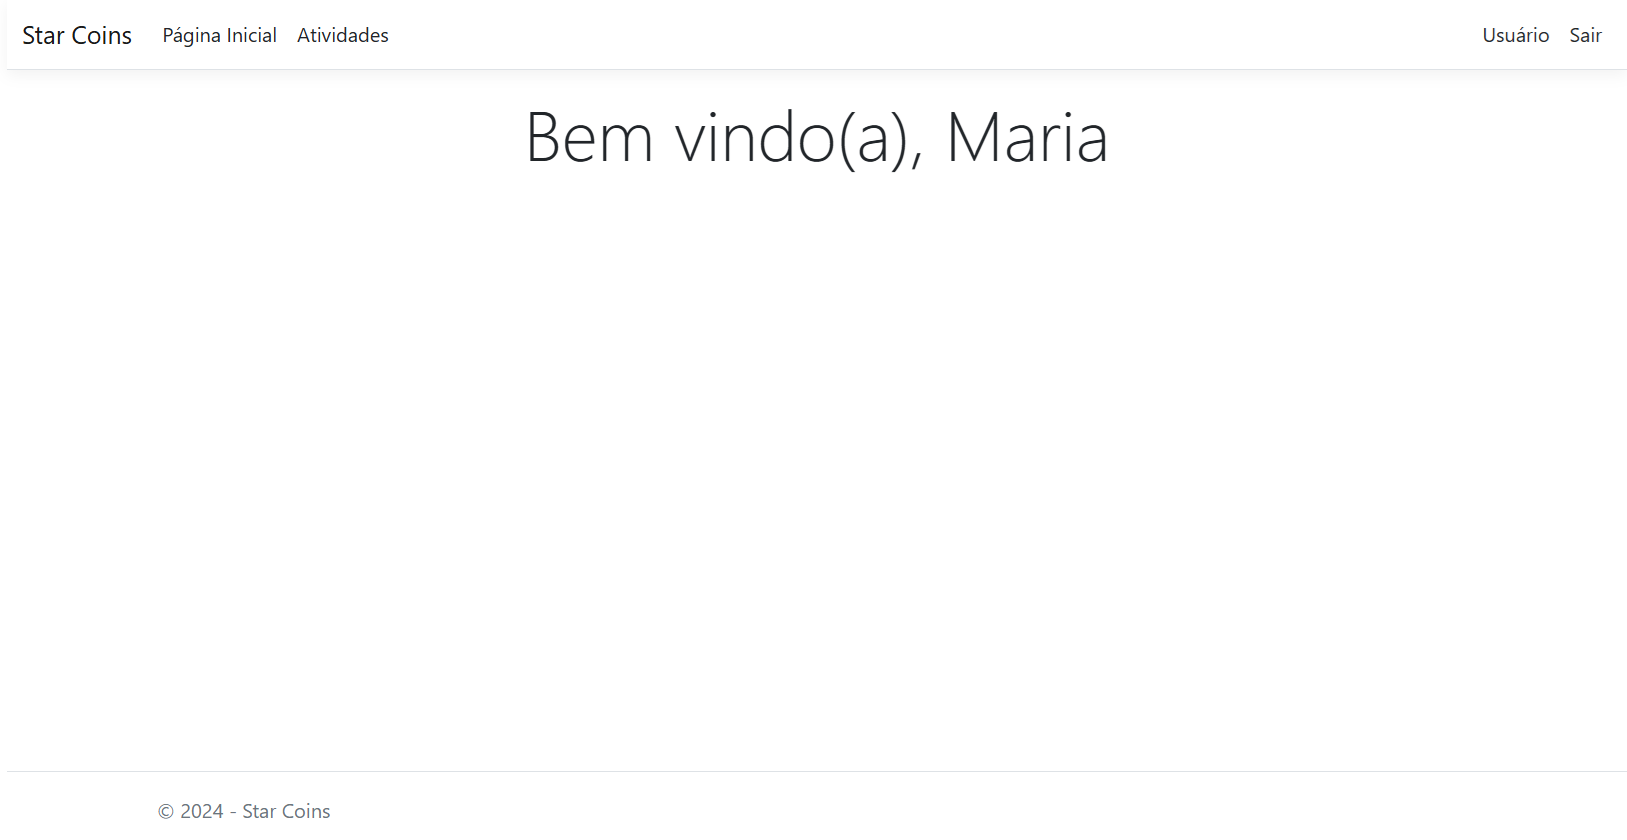 Star Coins Página Inicial Atividades Usuário Sair
Bem vindo(a), Maria
© 2024 - Star Coins